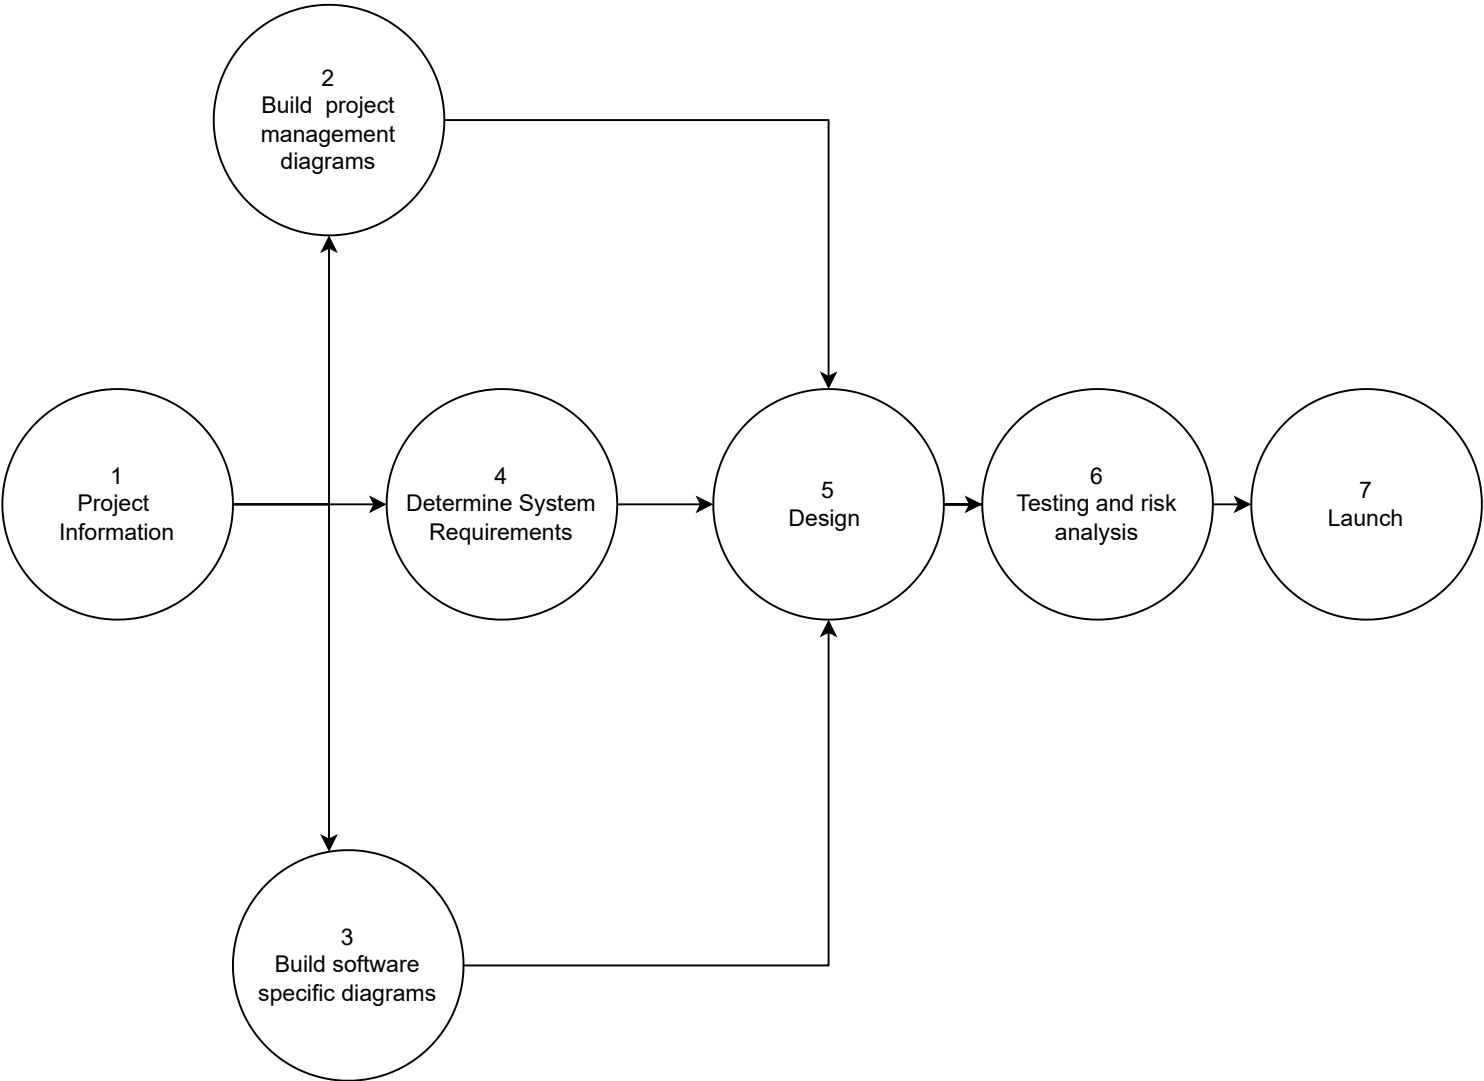 2
Build project
management
diagrams
1
Project
Information
4
Determine System
Requirements
5
Design
6
Testing and risk
analysis
7
Launch
3
Build software
specific diagrams